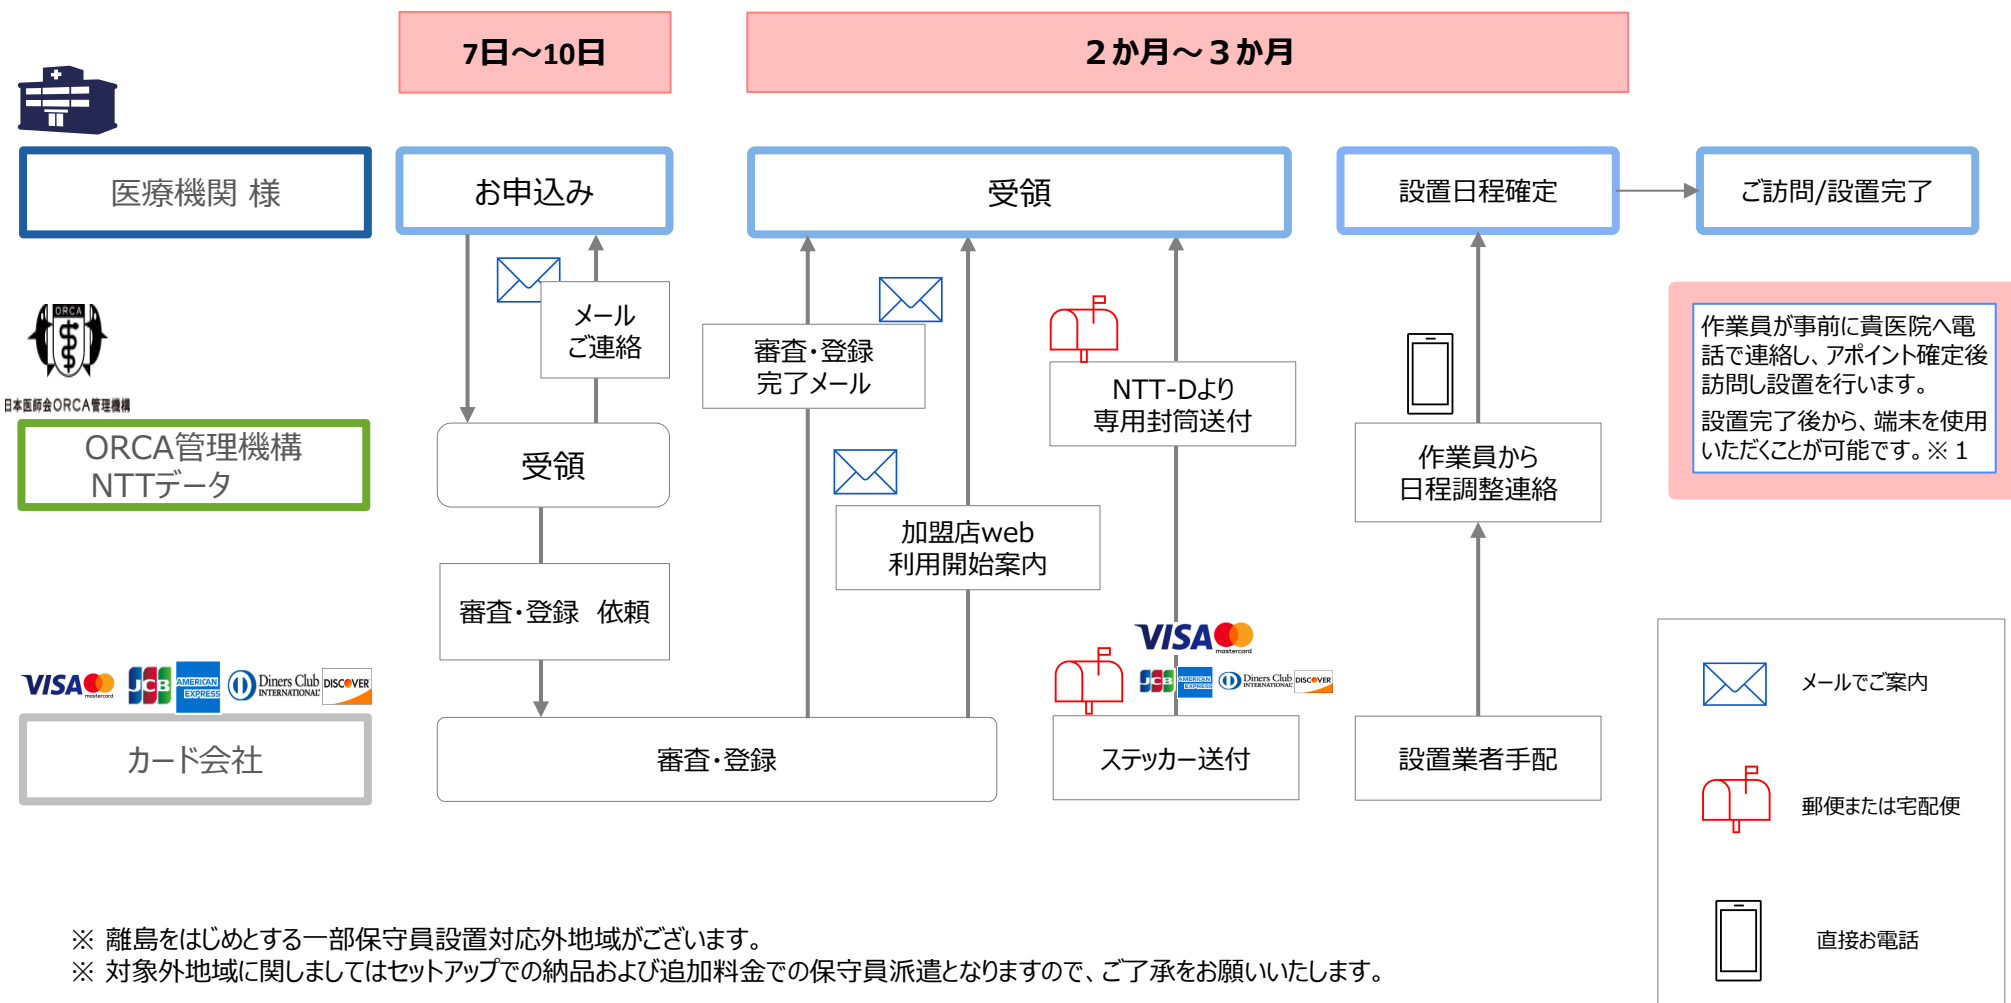 7日～10日
２か月～３か月
医療機関 様
お申込み
受領
設置日程確定
ご訪問/設置完了
メール
ご連絡
審査・登録
完了メール
NTT-Dより
専用封筒送付
作業員が事前に貴医院へ電
話で連絡し、アポイント確定後
訪問し設置を行います。
設置完了後から、端末を使用
いただくことが可能です。※１
ORCA
日本医師会ORCA管理機構
ORCA管理機構
NTTデータ
受領
加盟店web
利用開始案内
作業員から
日程調整連絡
審査・登録　依頼
VISA
mastercard
JCB
AMERICAN
EXPRESS
Diners Club
INTERNATIONAL
DISCOVER
VISA
mastercard
JCB
AMERICAN
EXPRESS
Diners Club
INTERNATIONAL
DISCOVER
カード会社
審査・登録
ステッカー送付
設置業者手配
メールでご案内
郵便または宅配便
直接お電話
※ 離島をはじめとする一部保守員設置対応外地域がございます。
※ 対象外地域に関しましてはセットアップでの納品および追加料金での保守員派遣となりますので、ご了承をお願いいたします。